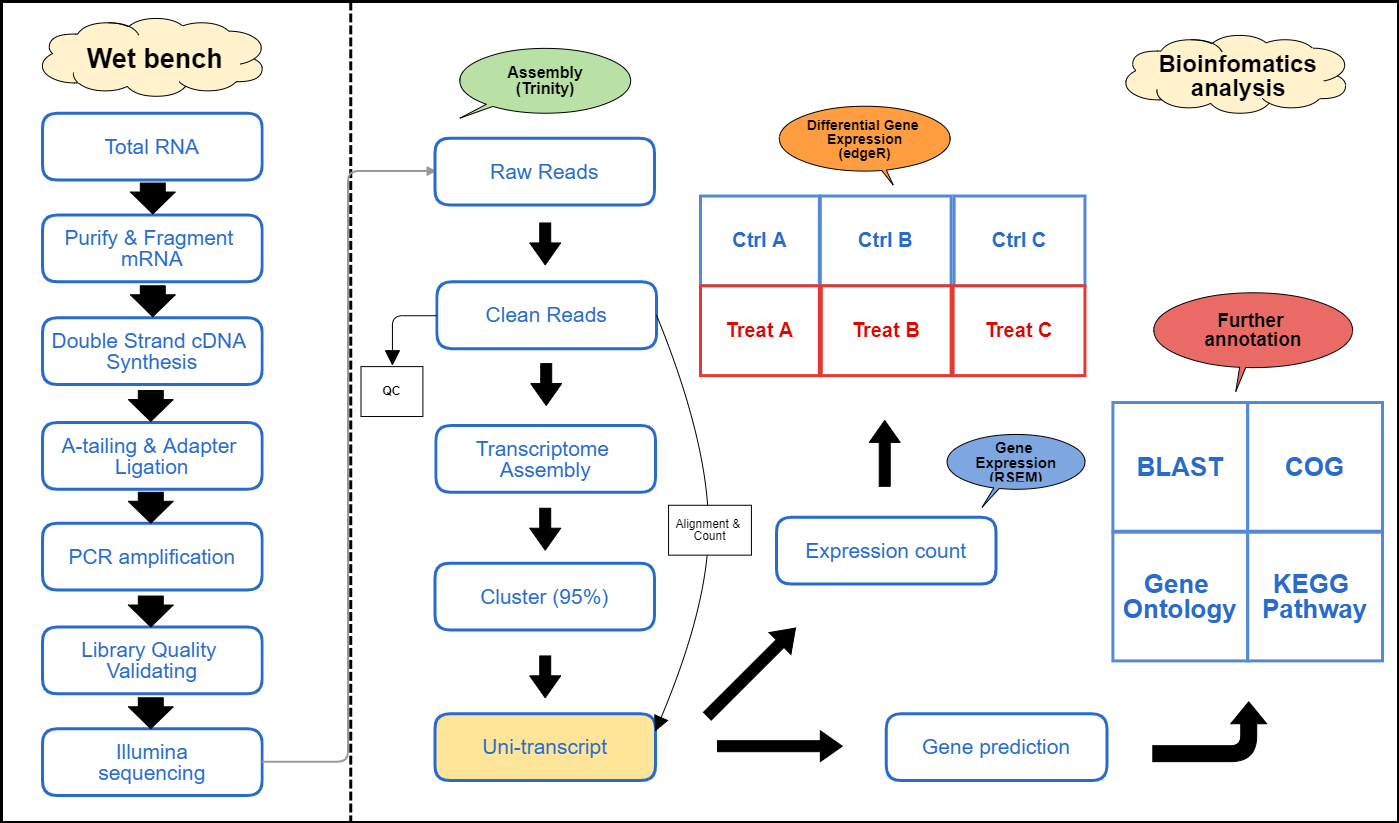 Wet bench
Total RNA
Purify & Fragment
mRNA
Double Strand cDNA
Synthesis
A-tailing & Adapter
Ligation
PCR amplification
Library Quality
Validating
Illumina
sequencing
Assembly
(Trinity)
Raw Reads
Clean Reads
QC
Transcriptome
Assembly
Alignment &
Count
Cluster (95%)
Uni-transcript
Differential Gene
Expression
(edgeR)
Ctrl A
Ctrl B
Ctrl C
Treat A
Treat B
Treat C
Gene
Expression
(RSEM)
Expression count
Gene prediction
Bioinfomatics
analysis
Further
annotation
BLAST
COG
Gene
Ontology
KEGG
Pathway